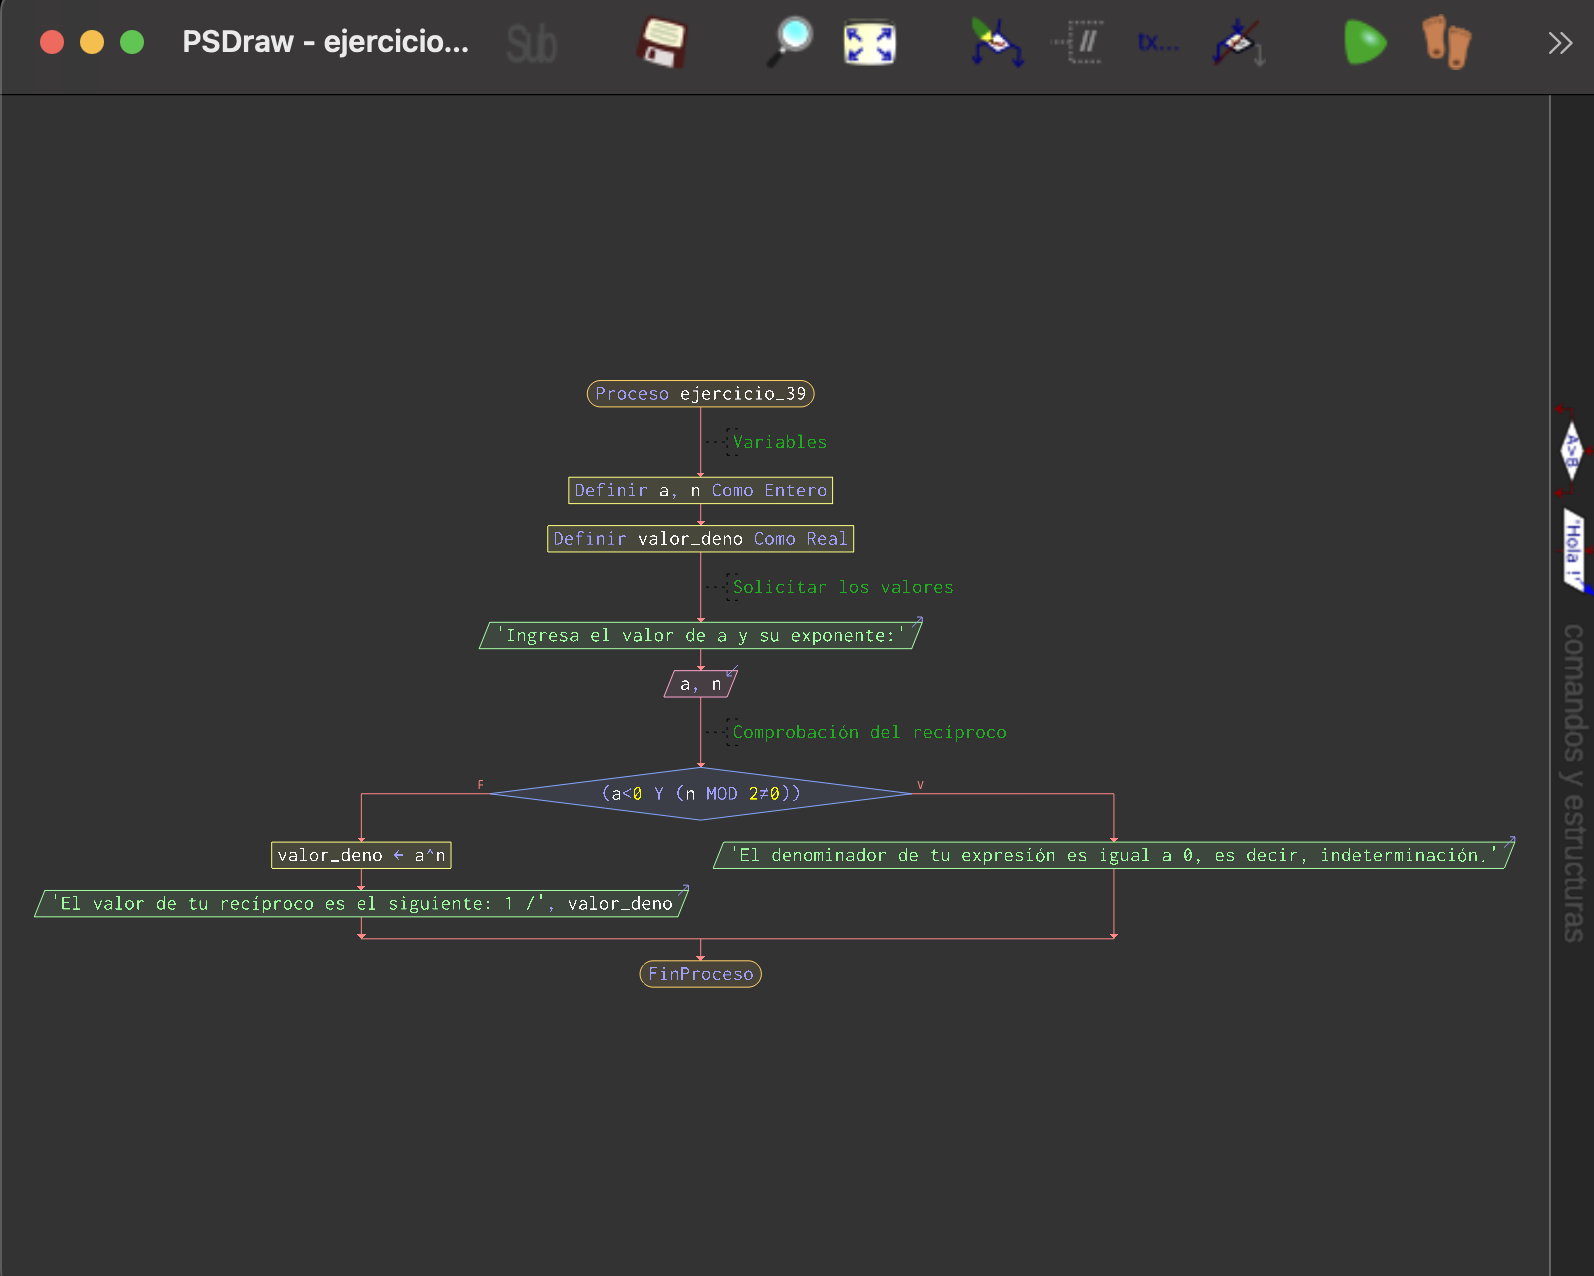 PSDraw - ejercicio...
Sub
//
tx...
Proceso ejercicio_39
Variables
Definir a, n Como Entero
Definir valor_deno Como Real
Solicitar los valores
'Ingresa el valor de a y su exponente:'
a, n
Comprobación del recíproco
F
V
(a<0 Y (n MOD 2≠0))
valor_deno ← a^n
'El denominador de tu expresión es igual a 0, es decir, indeterminación.'
'El valor de tu recíproco es el siguiente: 1 /', valor_deno
FinProceso
A>B
"Hola !"
comandos y estructuras